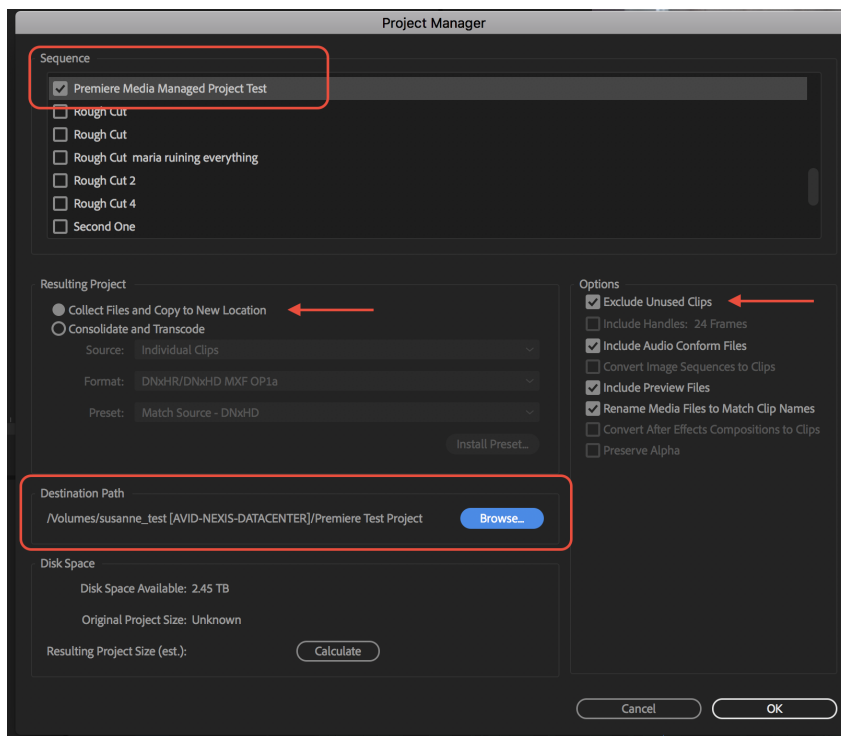 Project Manager
Sequence
Premiere Media Managed Project Test
Rough Cut
Rough Cut
Rough Cut maria ruining everything
Rough Cut 2
Rough Cut 4
Second One
Resulting Project
Collect Files and Copy to New Location
Consolidate and Transcode
Source: Individual Clips
Format: DNxHR/DNxHD MXF OP1a
Preset: Match Source - DNxHD
Install Preset...
Options
Exclude Unused Clips
Include Handles: 24 Frames
Include Audio Conform Files
Convert Image Sequences to Clips
Include Preview Files
Rename Media Files to Match Clip Names
Convert After Effects Compositions to Clips
Preserve Alpha
Destination Path
/Volumes/susanne_test [AVID-NEXIS-DATACENTER]/Premiere Test Project
Browse...
Disk Space
Disk Space Available: 2.45 TB
Original Project Size: Unknown
Resulting Project Size (est.):
Calculate
Cancel
OK